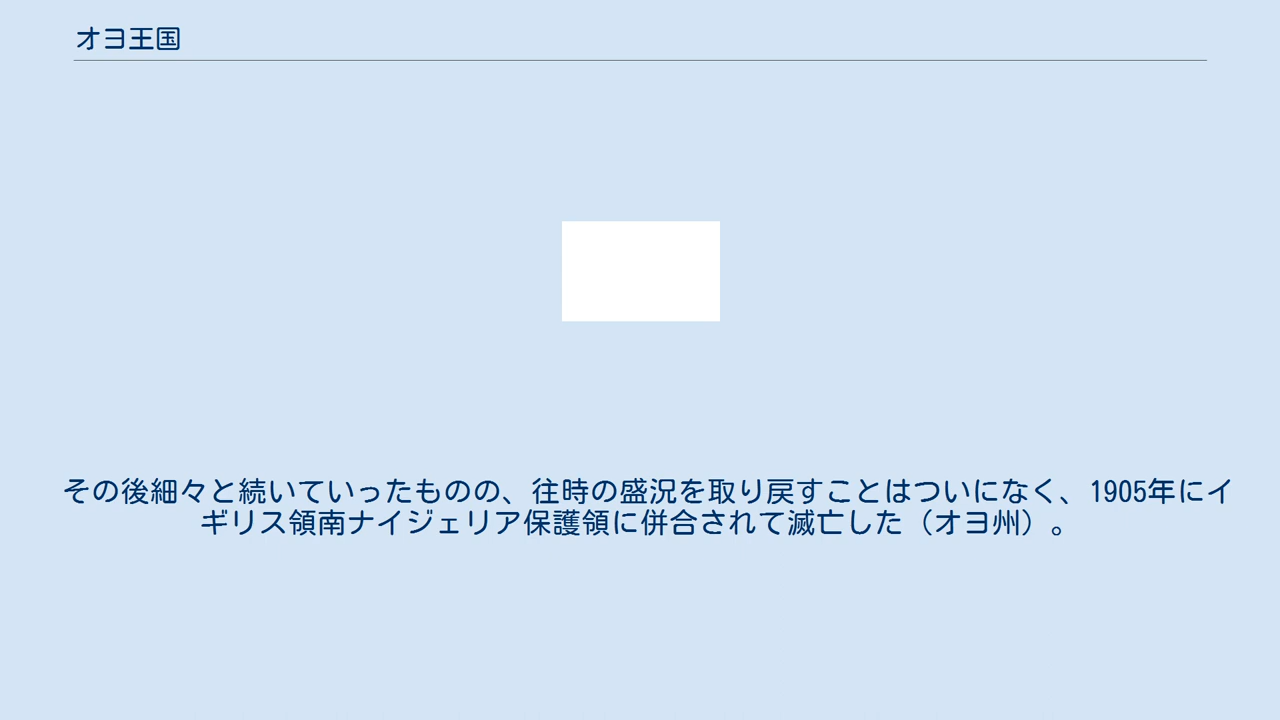 オヨ王国
その後細々と続いていったものの、往時の盛況を取り戻すことはついになく、1905年にイ
ギリス領南ナイジェリア保護領に併合されて滅亡した（オヨ州）。